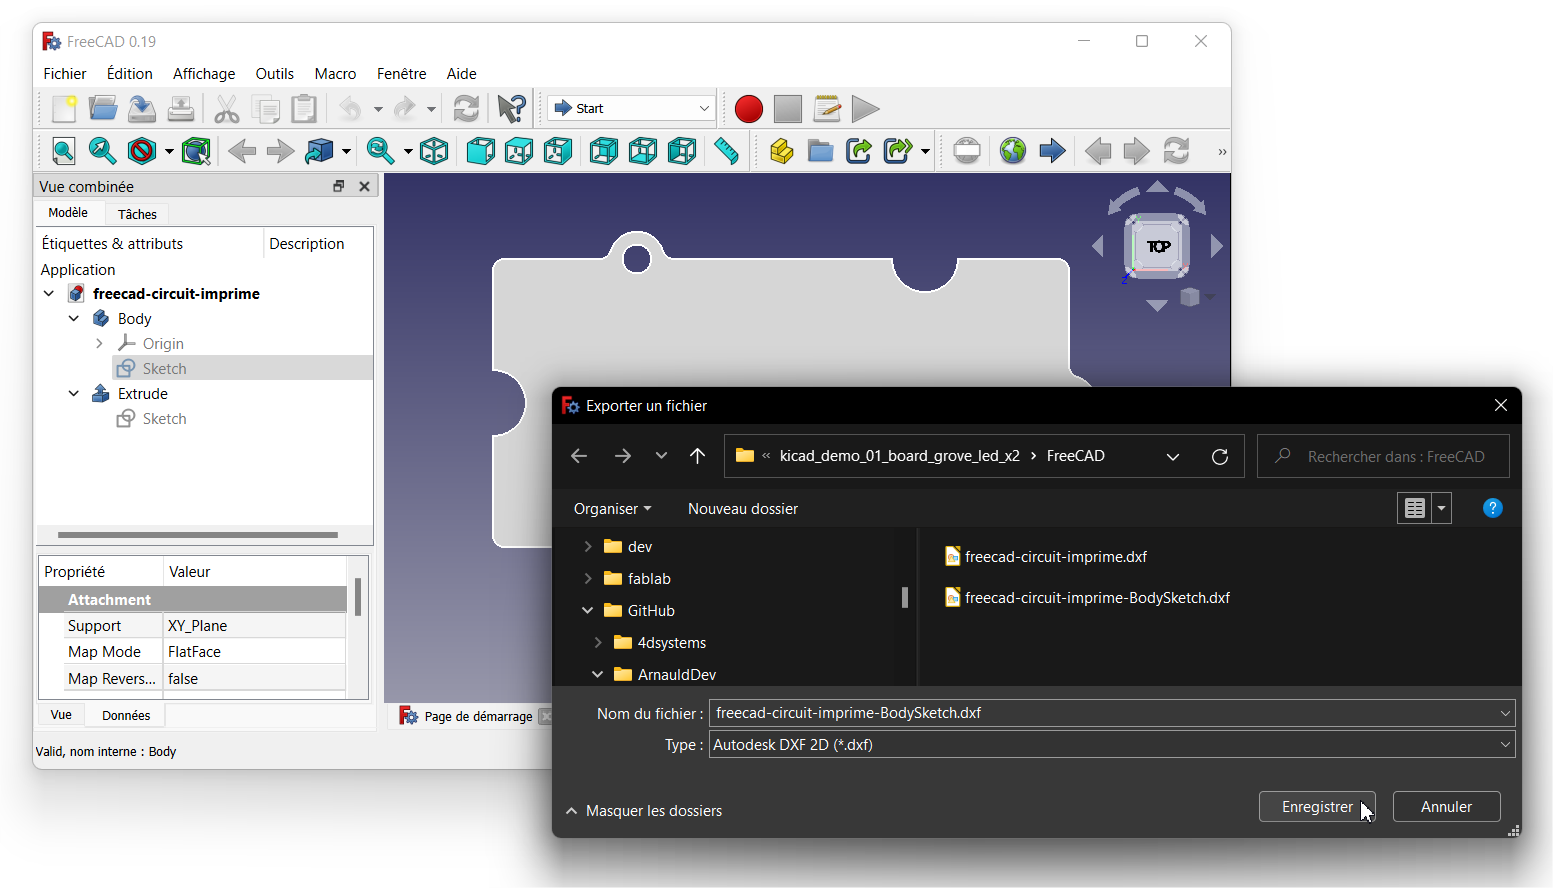 FreeCAD 0.19
Fichier Édition Affichage Outils Macro Fenêtre Aide
Start
»
Vue combinée
Modèle Tâches
Étiquettes & attributs Description
Application
freecad-circuit-imprime
Body
Origin
Sketch
Extrude
Sketch
Propriété Valeur
Attachment
Support XY_Plane
Map Mode FlatFace
Map Revers... false
Vue Données
Valid, nom interne : Body
TOP
Z
Page de démarrage
Exporter un fichier
« kicad_demo_01_board_grove_led_x2 › FreeCAD
Rechercher dans : FreeCAD
Organiser Nouveau dossier
?
dev
fablab
GitHub
4dsystems
ArnauldDev
freecad-circuit-imprime.dxf
freecad-circuit-imprime-BodySketch.dxf
Nom du fichier : freecad-circuit-imprime-BodySketch.dxf
Type : Autodesk DXF 2D (*.dxf)
Masquer les dossiers
Enregistrer Annuler